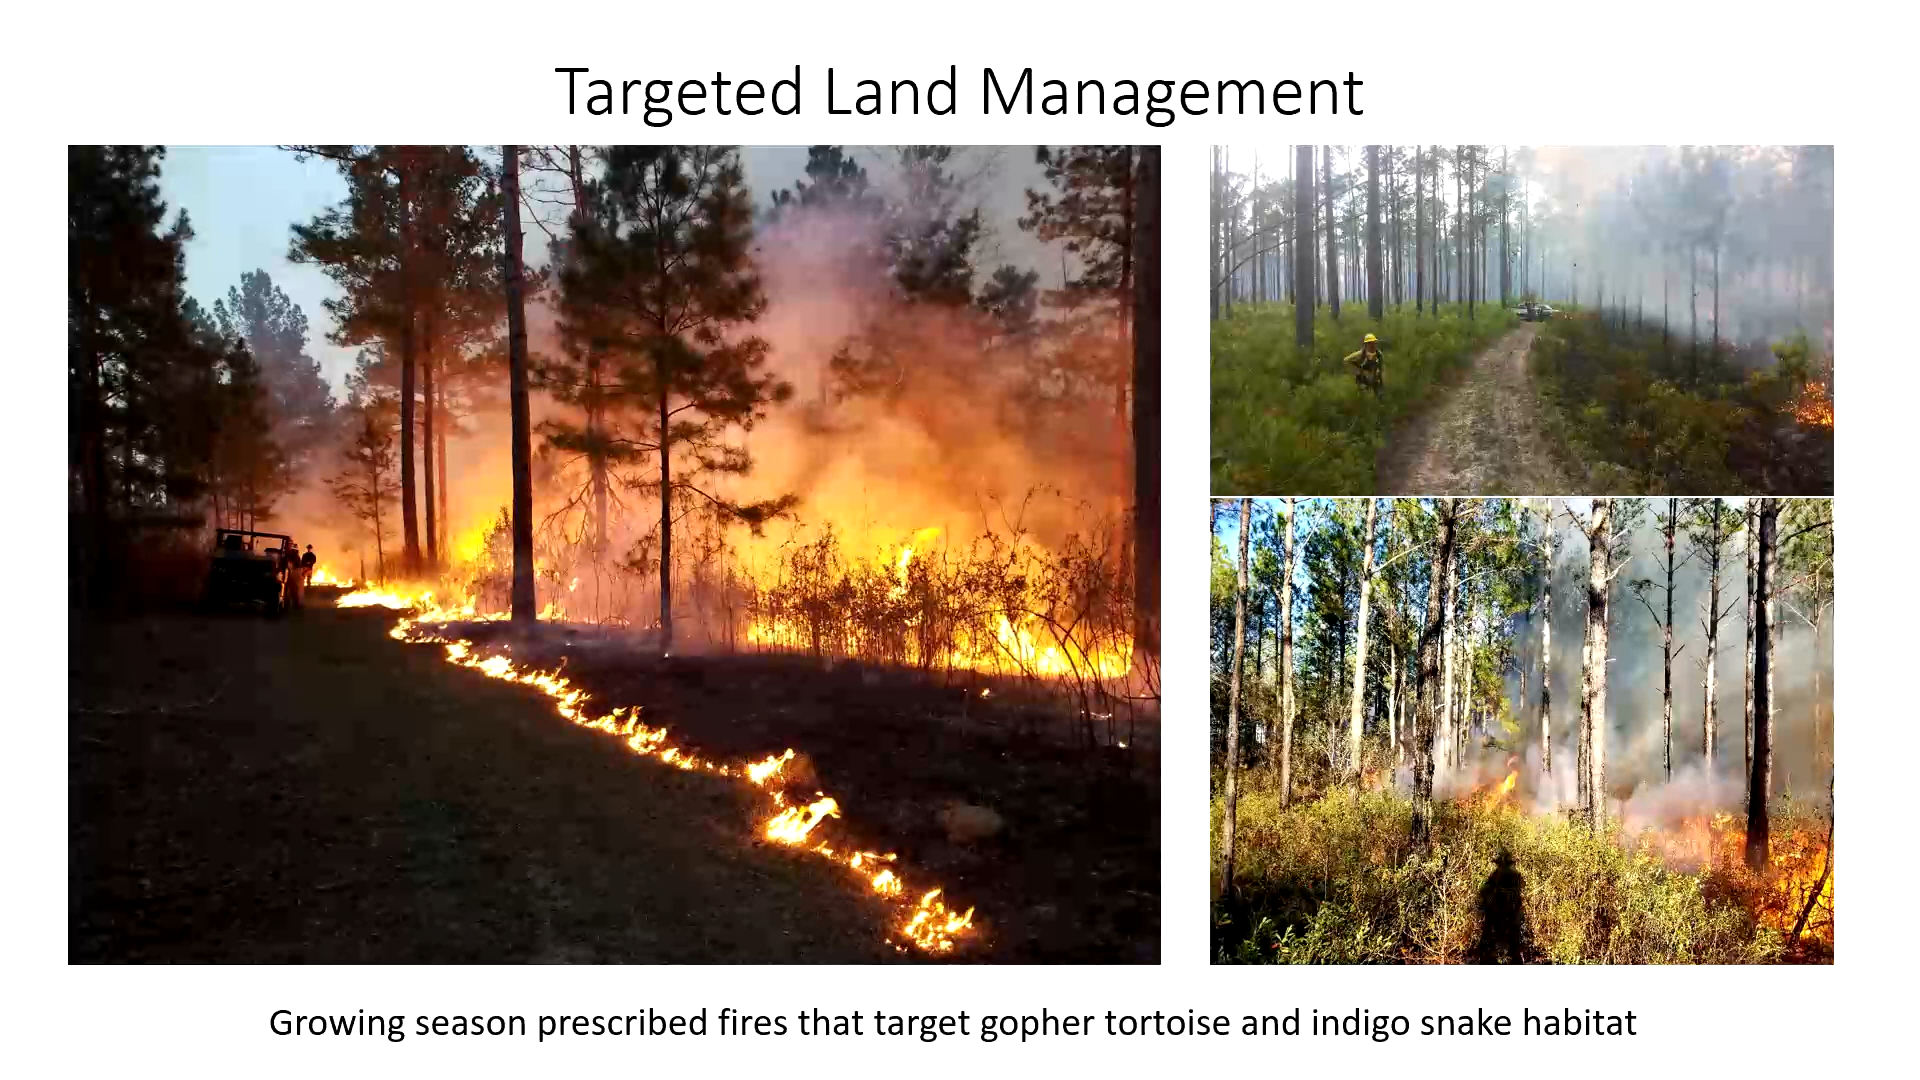 Targeted Land Management
Growing season prescribed fires that target gopher tortoise and indigo snake habitat